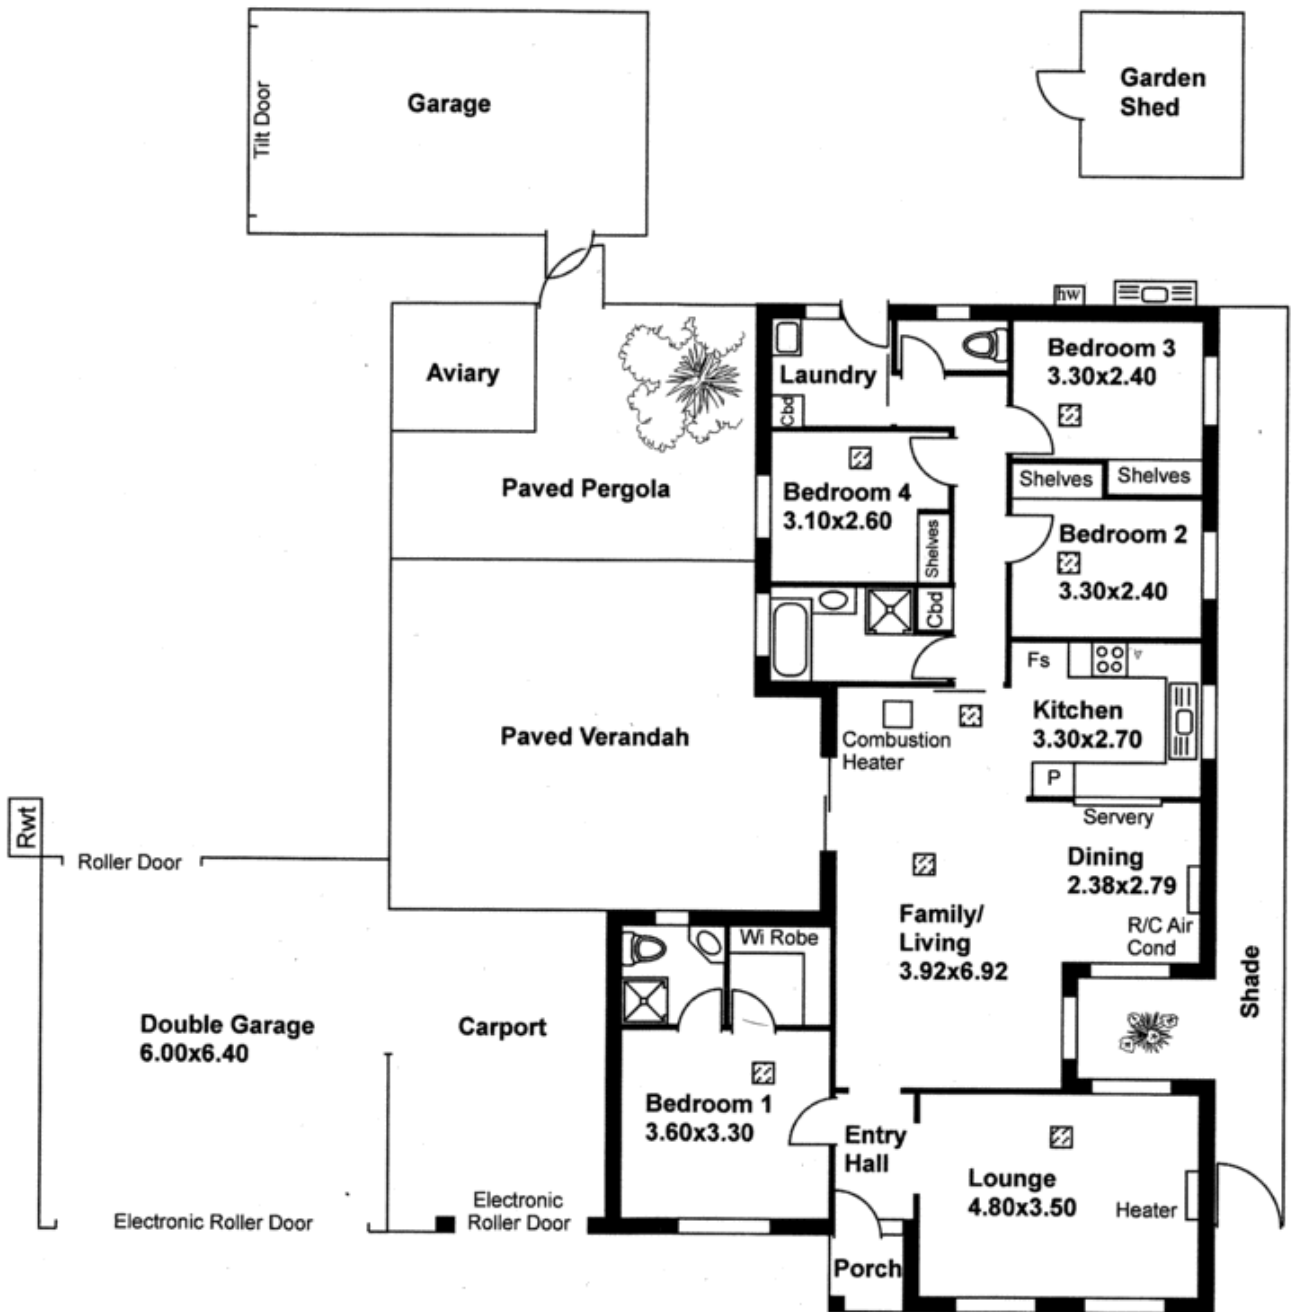 Garage
Tilt Door
Garden
Shed
hw
Aviary
Laundry
Cbd
Bedroom 3
3.30x2.40
Shelves
Shelves
Paved Pergola
Bedroom 4
3.10x2.60
Shelves
Bedroom 2
3.30x2.40
Cbd
Fs
Kitchen
3.30x2.70
P
Paved Verandah
Combustion
Heater
Servery
Rwt
Roller Door
Dining
2.38x2.79
R/C Air
Cond
Family/
Living
3.92x6.92
Wi Robe
Shade
Double Garage
6.00x6.40
Carport
Bedroom 1
3.60x3.30
Entry
Hall
Lounge
4.80x3.50
Heater
Electronic Roller Door
Electronic
Roller Door
Porch